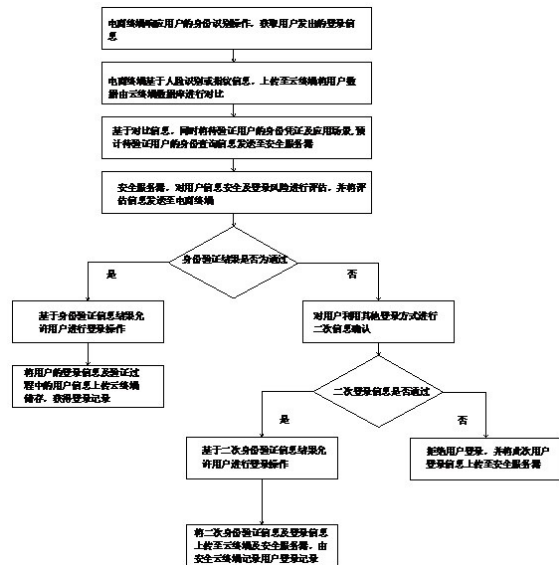 电商终端响应用户的身份识别操作，获取用户发出的登录信
息
电商终端基于人脸识别或指纹信息，上传至云终端将用户数
据由云终端数据库进行对比
基于对比信息，同时将待验证用户的身份凭证及应用场景,预
计待验证用户的身份查询信息发送至安全服务器
安全服务器，对用户信息安全及登录风险进行评估，并将评
估信息发送至电商终端
身份验证结果是否为通过
是
否
基于身份验证信息结果允
许用户进行登录操作
对用户利用其他登录方式进行
二次信息确认
将用户的登录信息及验证过
程中的用户信息上传云终端
储存，获得登录记录
二次登录信息是否通过
是
否
基于二次身份验证信息结果允
许用户进行登录操作
拒绝用户登录，并将此次用户
登录信息上传至安全服务器
将二次身份验证信息及登录信息
上传至云终端及安全服务器，由
安全云终端记录用户登录记录